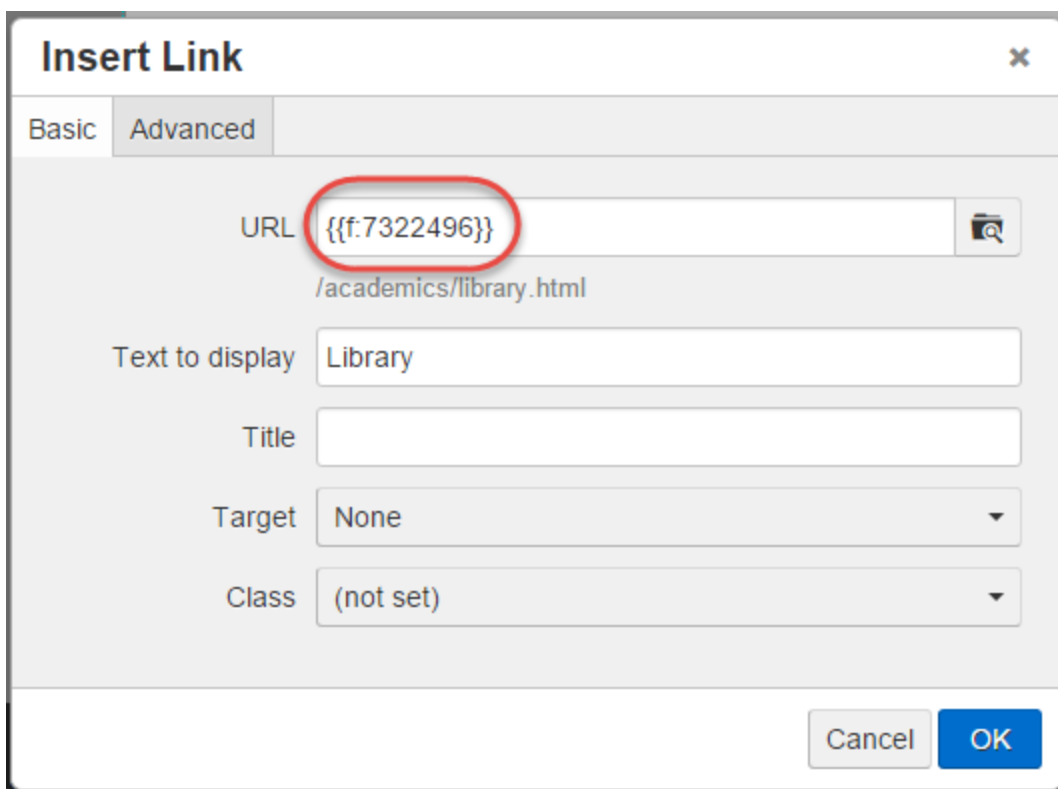 Insert Link
Basic Advanced
URL {{f:7322496}}
/academics/library.html
Text to display Library
Title
Target None
Class (not set)
Cancel OK